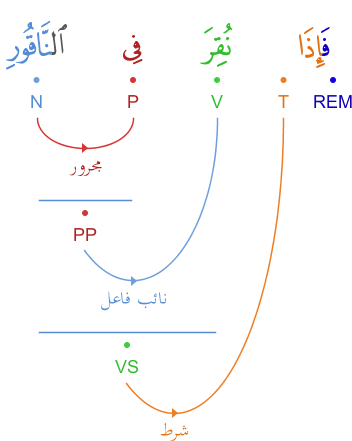 فَإِذَا نُقِرَ فِى ٱلنَّاقُورِ
REM T V P N
مجرور
PP
نائب فاعل
VS
شرط